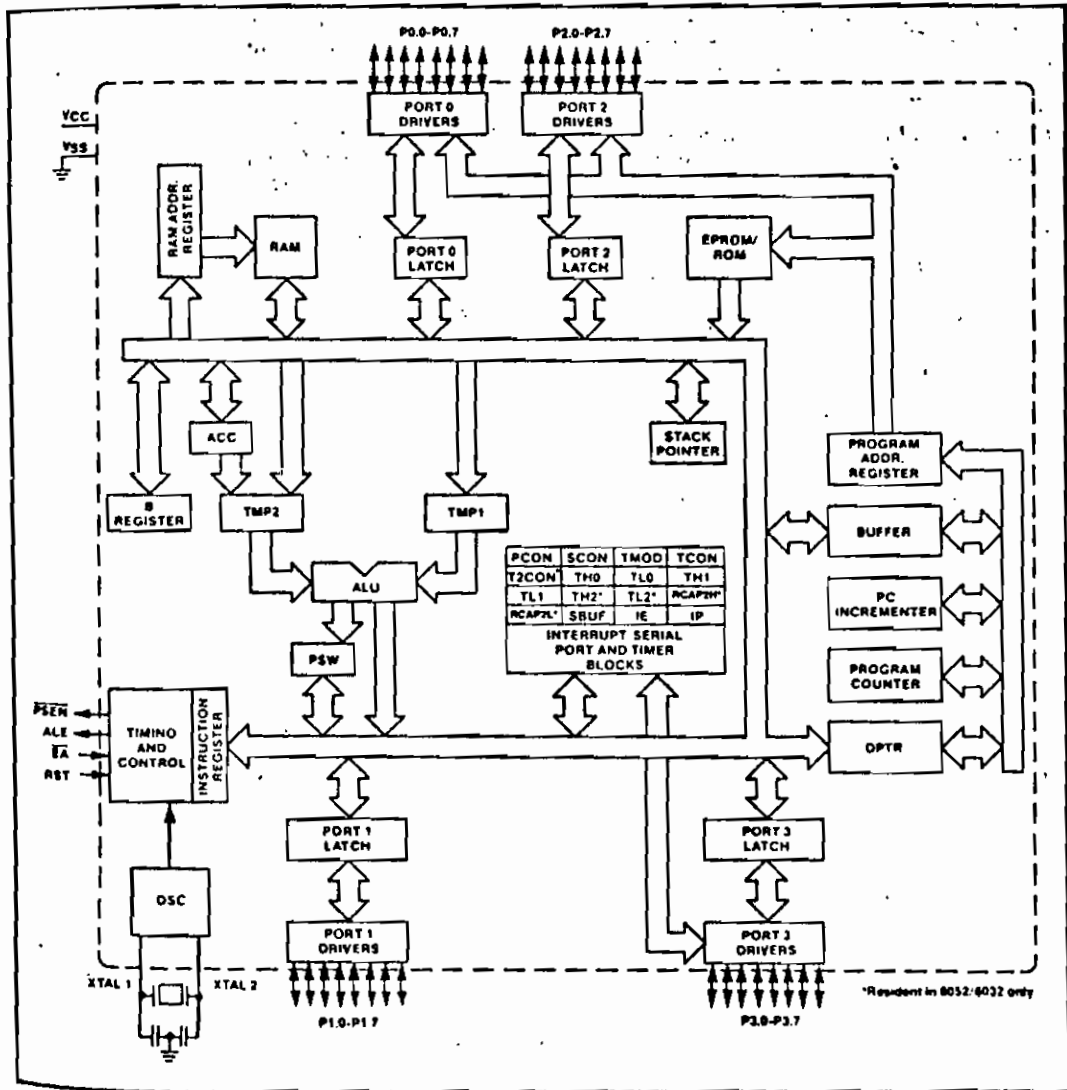 P0.0-P0.7
P2.0-P2.7
VCC
VSS
PORT 0
DRIVERS
PORT 2
DRIVERS
RAM ADDR.
REGISTER
RAM
PORT 0
LATCH
PORT 2
LATCH
EPROM/
ROM
ACC
STACK
POINTER
PROGRAM
ADDR.
REGISTER
B
REGISTER
TMP2
TMP1
BUFFER
ALU
PCON SCON TMOD TCON
T2CON* TH0 TL0 TH1
TL1 TH2* TL2* RCAP2H*
RCAP2L* SBUF IE IP
INTERRUPT SERIAL
PORT AND TIMER
BLOCKS
PC
INCREMENTER
PSW
PROGRAM
COUNTER
PSEN
ALE
EA
RST
TIMING
AND
CONTROL
INSTRUCTION
REGISTER
DPTR
PORT 1
LATCH
PORT 3
LATCH
OSC
PORT 1
DRIVERS
PORT 3
DRIVERS
XTAL 1
XTAL 2
P1.0-P1.7
P3.0-P3.7
*Resident in 8052/8032 only